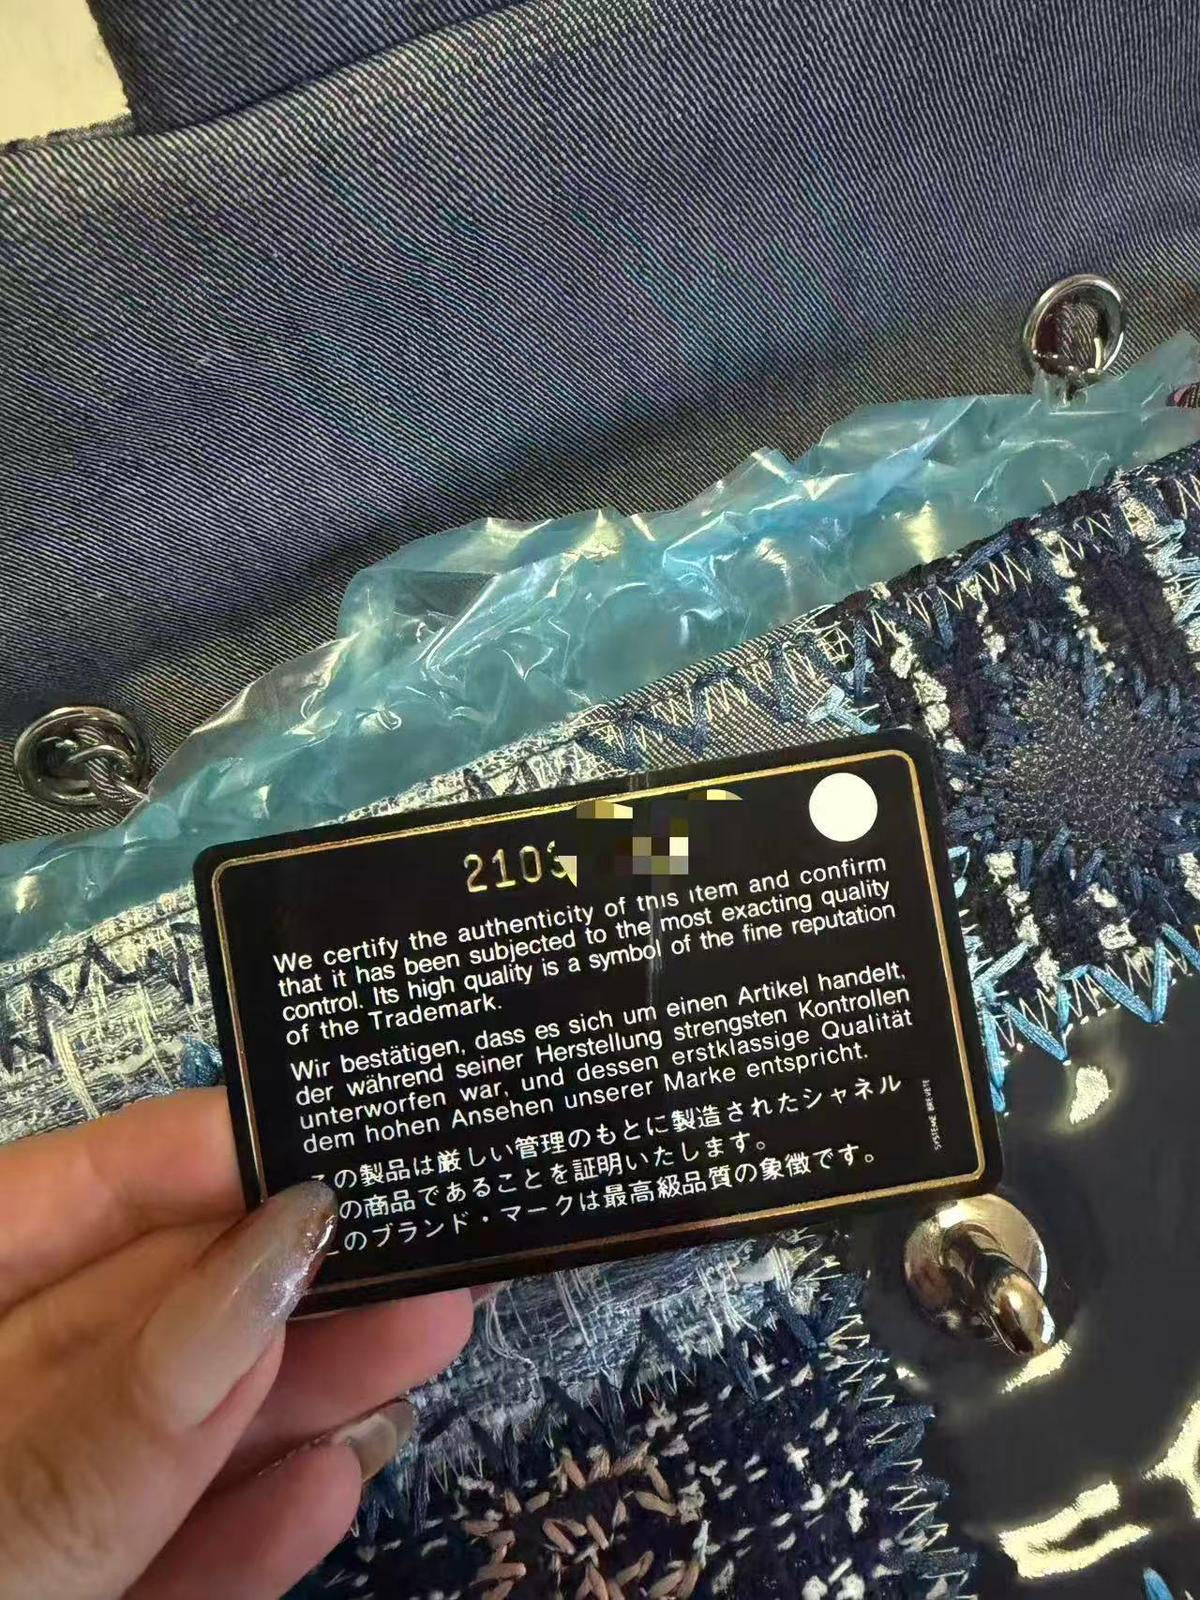 2103
We certify the authenticity of this item and confirm
that it has been subjected to the most exacting quality
control. Its high quality is a symbol of the fine reputation
of the Trademark.
Wir bestätigen, dass es sich um einen Artikel handelt,
der während seiner Herstellung strengsten Kontrollen
unterworfen war, und dessen erstklassige Qualität
dem hohen Ansehen unserer Marke entspricht.
この製品は厳しい管理のもとに製造されたシャネル
の商品であることを証明いたします。
このブランド・マークは最高級品質の象徴です。